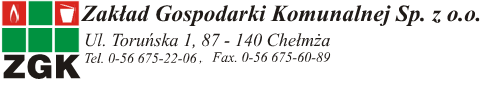 Zakład Gospodarki Komunalnej Sp. z o.o.
Ul. Toruńska 1, 87 - 140 Chełmża
Tel. 0-56 675-22-06 , Fax. 0-56 675-60-89
ZGK